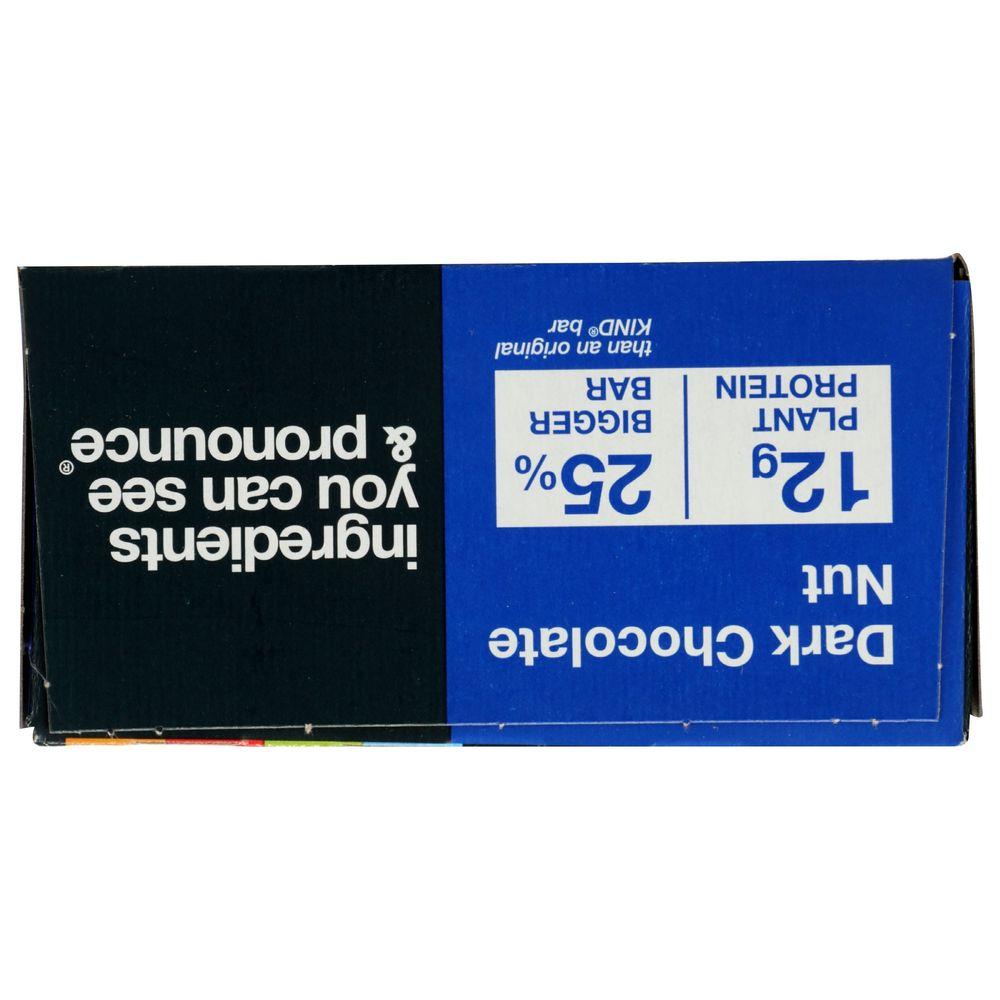 Dark Chocolate
Nut
12g
PLANT
PROTEIN
25%
BIGGER
BAR
than an original
KIND® bar
ingredients
you can see
& pronounce®